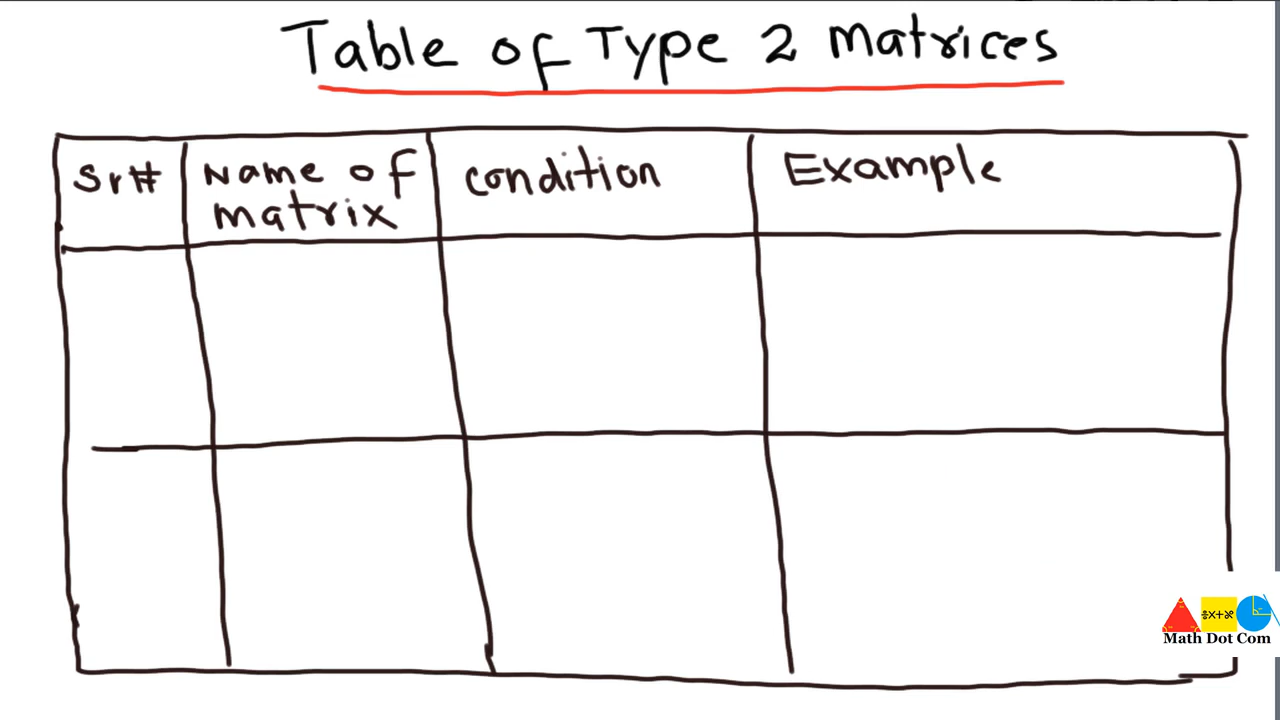 Table of Type 2 Matrices
Sr#
Name of
matrix
condition
Example
Math Dot Com